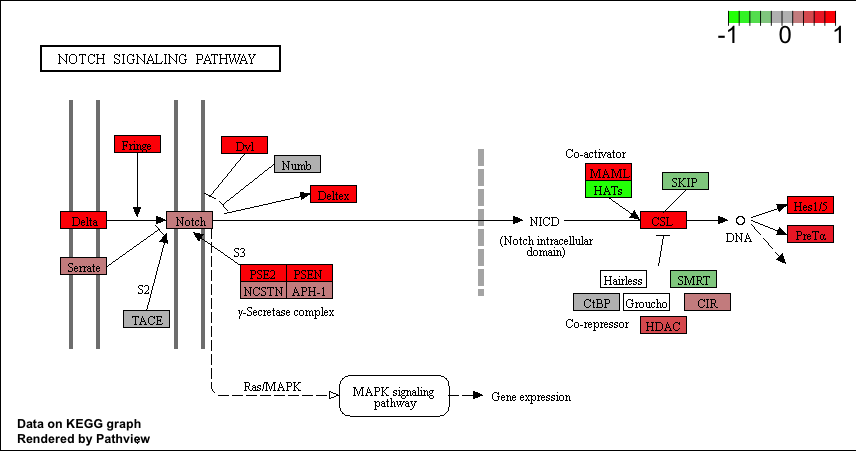 -1 0 1
NOTCH SIGNALING PATHWAY
Fringe
Dvl
Numb
Deltex
Delta
Notch
Serrate
S3
S2
TACE
PSE2 PSEN
NCSTN APH-1
γ-Secretase complex
Co-activator
MAML
HATs
SKIP
NICD
(Notch intracellular
domain)
CSL
DNA
Hes1/5
PreTα
Hairless
SMRT
CtBP
Groucho
CIR
Co-repressor
HDAC
Ras/MAPK
MAPK signaling
pathway
Gene expression
Data on KEGG graph
Rendered by Pathview